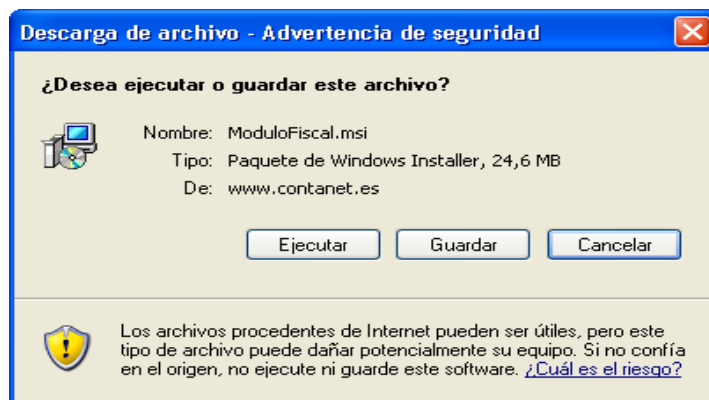 Descarga de archivo - Advertencia de seguridad
¿Desea ejecutar o guardar este archivo?
Nombre: ModuloFiscal.msi
Tipo: Paquete de Windows Installer, 24,6 MB
De: www.contanet.es
Ejecutar Guardar Cancelar
Los archivos procedentes de Internet pueden ser útiles, pero este
tipo de archivo puede dañar potencialmente su equipo. Si no confía
en el origen, no ejecute ni guarde este software. ¿Cuál es el riesgo?